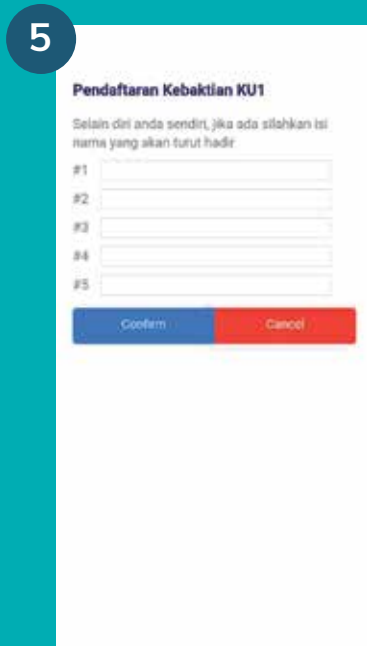 5
Pendaftaran Kebaktian KU1
Selain diri anda sendiri, jika ada silahkan isi
nama yang akan turut hadir
#1
#2
#3
#4
#5
Confirm Cancel